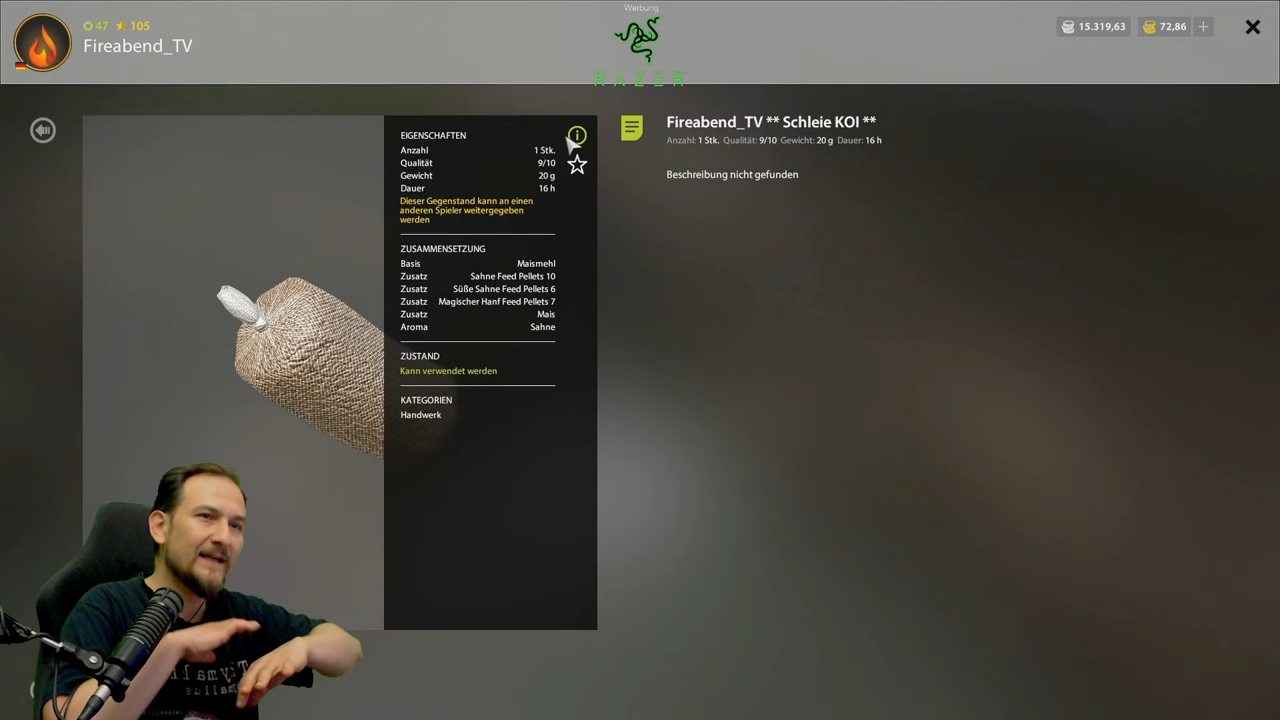 Werbung
47 105
Fireabend_TV
RAZER
15.319,63
72,86
EIGENSCHAFTEN
Anzahl 1 Stk.
Qualität 9/10
Gewicht 20 g
Dauer 16 h
Dieser Gegenstand kann an einen
anderen Spieler weitergegeben
werden
ZUSAMMENSETZUNG
Basis Maismehl
Zusatz Sahne Feed Pellets 10
Zusatz Süße Sahne Feed Pellets 6
Zusatz Magischer Hanf Feed Pellets 7
Zusatz Mais
Aroma Sahne
ZUSTAND
Kann verwendet werden
KATEGORIEN
Handwerk
Fireabend_TV ** Schleie KOI **
Anzahl: 1 Stk. Qualität: 9/10 Gewicht: 20 g Dauer: 16 h
Beschreibung nicht gefunden